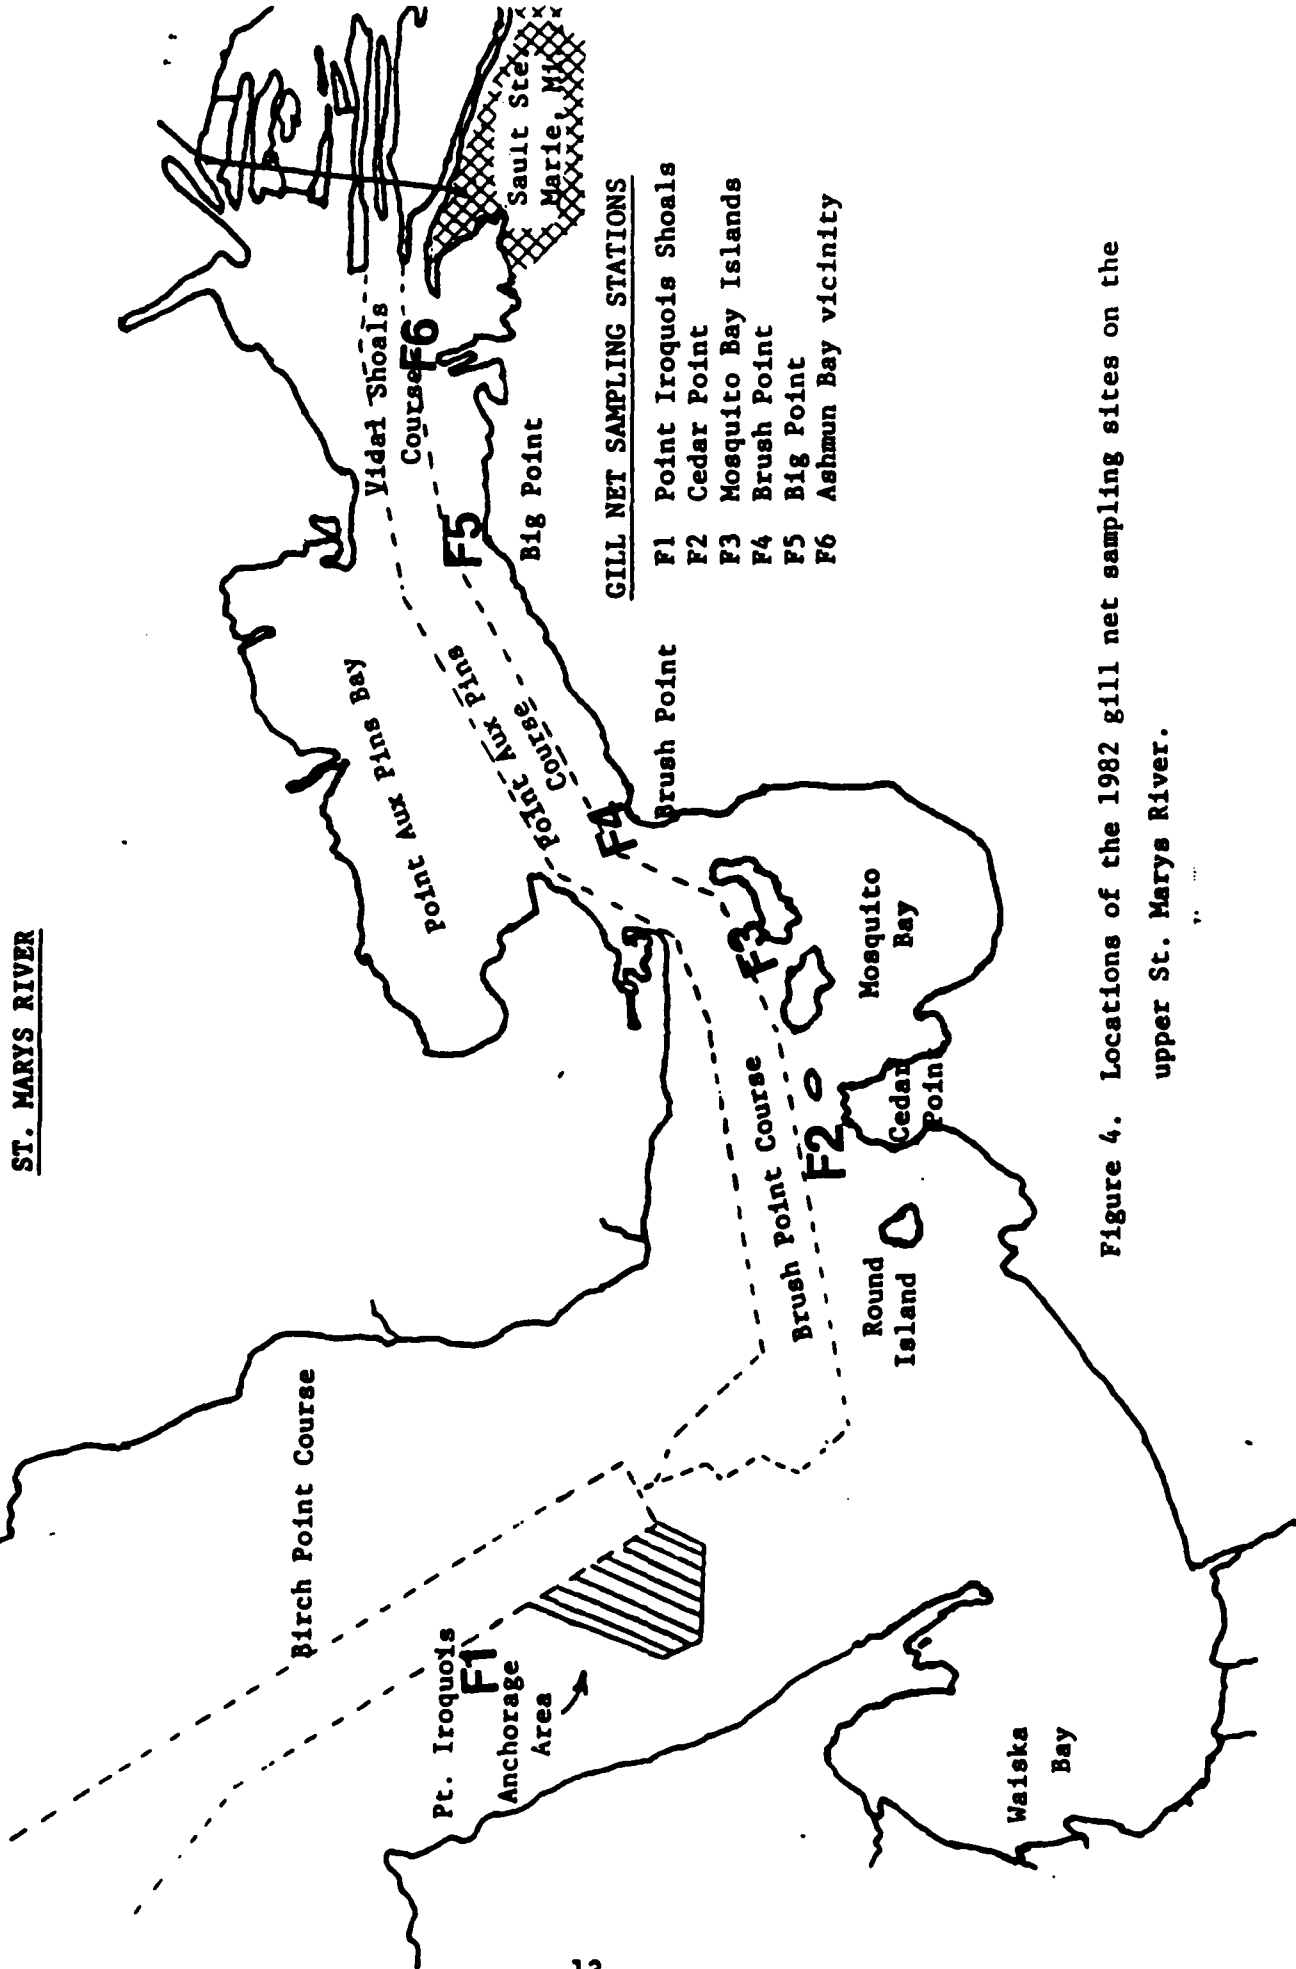 ST. MARYS RIVER
Birch Point Course
Pt. Iroquois
F1
Anchorage
Area
Waiska
Bay
Round
Island
Brush Point Course
F2
Cedar
Point
F3
Mosquito
Bay
F4
Brush Point
Point Aux Pins Bay
Point Aux Pins
Course
F5
Big Point
Vidal Shoals
Course
F6
Sault Ste.
Marie, MI
GILL NET SAMPLING STATIONS
F1 Point Iroquois Shoals
F2 Cedar Point
F3 Mosquito Bay Islands
F4 Brush Point
F5 Big Point
F6 Ashmun Bay vicinity
Figure 4. Locations of the 1982 gill net sampling sites on the
upper St. Marys River.